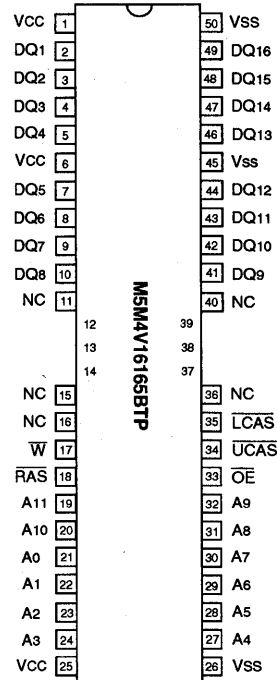 VCC 1 50 VSS
DQ1 2 49 DQ16
DQ2 3 48 DQ15
DQ3 4 47 DQ14
DQ4 5 46 DQ13
VCC 6 45 Vss
DQ5 7 44 DQ12
DQ6 8 43 DQ11
DQ7 9 42 DQ10
DQ8 10 41 DQ9
NC 11 40 NC
12 39
13 38
14 37
M5M4V16165BTP
NC 15 36 NC
NC 16 35 LCAS
W 17 34 UCAS
RAS 18 33 OE
A11 19 32 A9
A10 20 31 A8
A0 21 30 A7
A1 22 29 A6
A2 23 28 A5
A3 24 27 A4
VCC 25 26 VSS